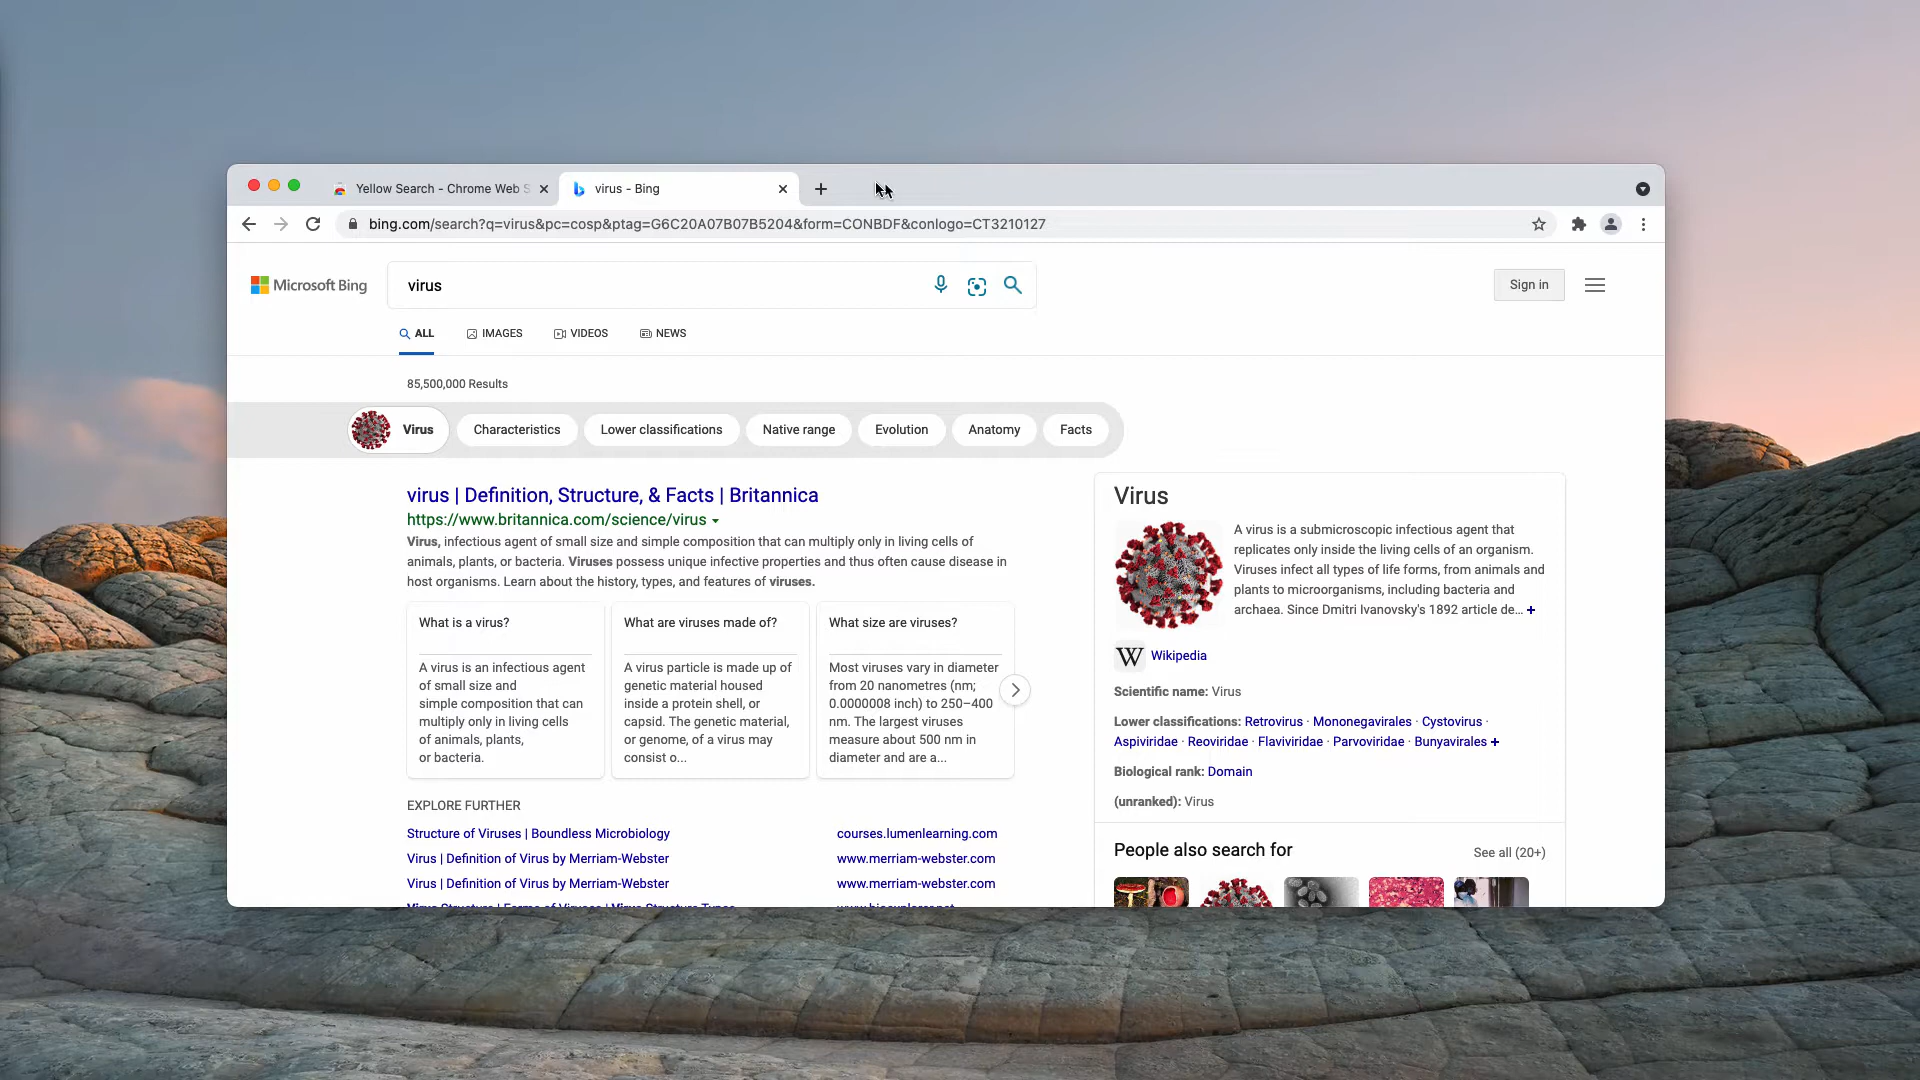 Yellow Search - Chrome Web S
virus - Bing
bing.com/search?q=virus&pc=cosp&ptag=G6C20A07B07B5204&form=CONBDF&conlogo=CT3210127
Microsoft Bing
virus
Sign in
ALL
IMAGES
VIDEOS
NEWS
85,500,000 Results
Virus
Characteristics
Lower classifications
Native range
Evolution
Anatomy
Facts
virus | Definition, Structure, & Facts | Britannica
https://www.britannica.com/science/virus
Virus, infectious agent of small size and simple composition that can multiply only in living cells of
animals, plants, or bacteria. Viruses possess unique infective properties and thus often cause disease in
host organisms. Learn about the history, types, and features of viruses.
What is a virus?
A virus is an infectious agent
of small size and
simple composition that can
multiply only in living cells
of animals, plants,
or bacteria.
What are viruses made of?
A virus particle is made up of
genetic material housed
inside a protein shell, or
capsid. The genetic material,
or genome, of a virus may
consist o...
What size are viruses?
Most viruses vary in diameter
from 20 nanometres (nm;
0.0000008 inch) to 250–400
nm. The largest viruses
measure about 500 nm in
diameter and are a...
EXPLORE FURTHER
Structure of Viruses | Boundless Microbiology
courses.lumenlearning.com
Virus | Definition of Virus by Merriam-Webster
www.merriam-webster.com
Virus | Definition of Virus by Merriam-Webster
www.merriam-webster.com
Virus
A virus is a submicroscopic infectious agent that
replicates only inside the living cells of an organism.
Viruses infect all types of life forms, from animals and
plants to microorganisms, including bacteria and
archaea. Since Dmitri Ivanovsky's 1892 article de... +
W Wikipedia
Scientific name: Virus
Lower classifications: Retrovirus · Mononegavirales · Cystovirus ·
Aspiviridae · Reoviridae · Flaviviridae · Parvoviridae · Bunyavirales +
Biological rank: Domain
(unranked): Virus
People also search for
See all (20+)